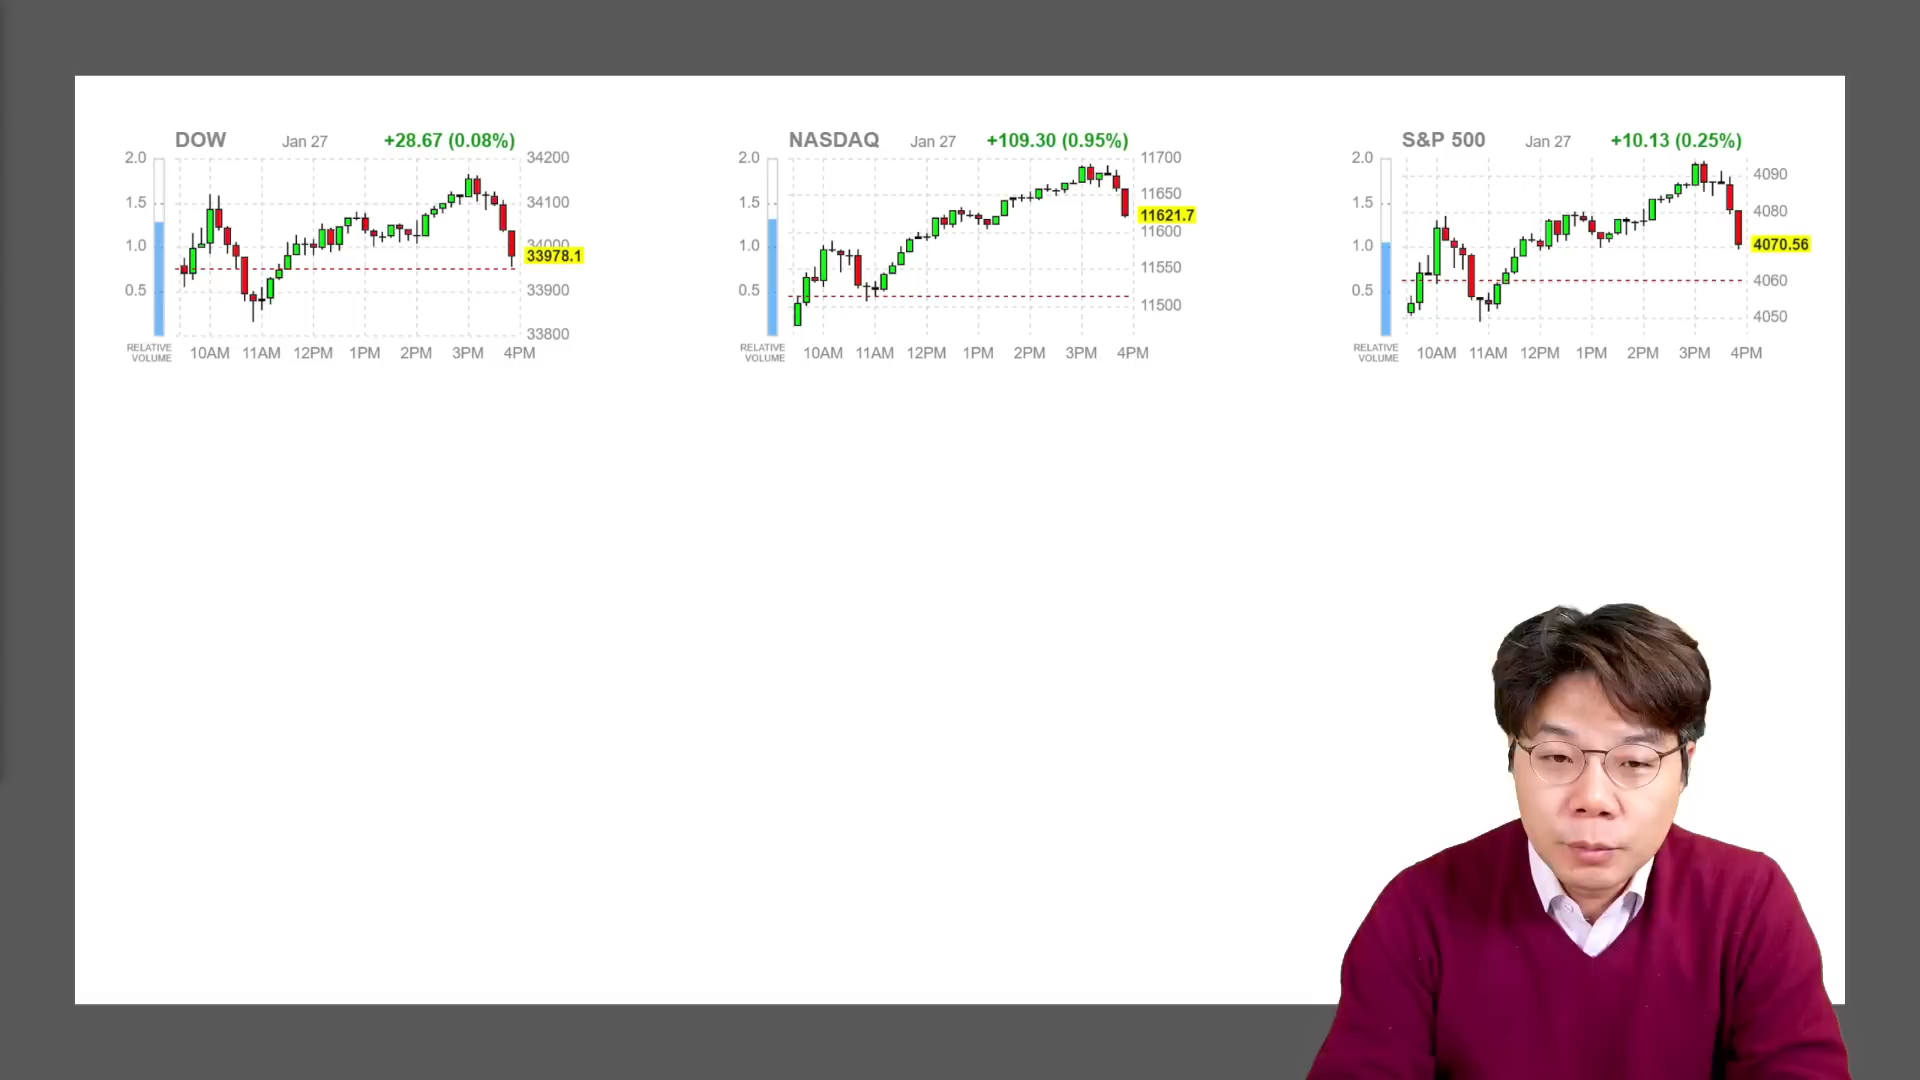 DOW Jan 27 +28.67 (0.08%)
2.0 34200
1.5 34100
1.0 34000
33978.1
0.5 33900
33800
RELATIVE VOLUME 10AM 11AM 12PM 1PM 2PM 3PM 4PM
NASDAQ Jan 27 +109.30 (0.95%)
2.0 11700
11650
1.5 11621.7
11600
1.0 11550
0.5 11500
RELATIVE VOLUME 10AM 11AM 12PM 1PM 2PM 3PM 4PM
S&P 500 Jan 27 +10.13 (0.25%)
2.0 4090
1.5 4080
1.0 4070.56
4060
0.5 4050
RELATIVE VOLUME 10AM 11AM 12PM 1PM 2PM 3PM 4PM